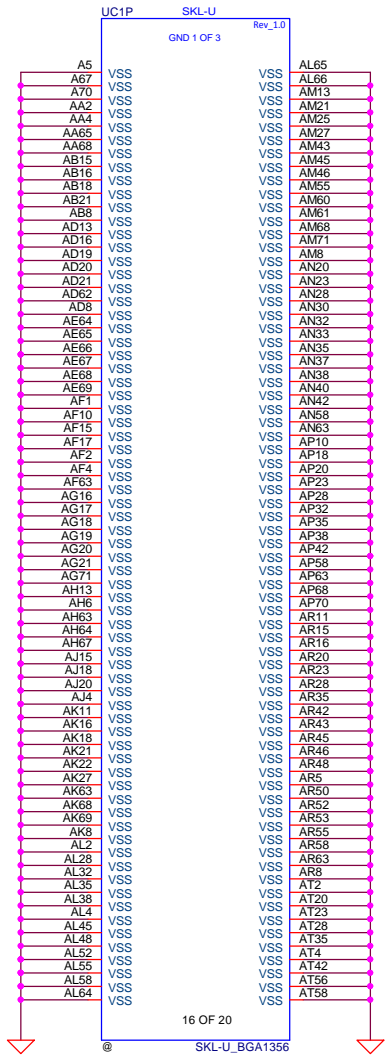 UC1P SKL-U
Rev_1.0
GND 1 OF 3
A5 VSS VSS AL65
A67 VSS VSS AL66
A70 VSS VSS AM13
AA2 VSS VSS AM21
AA4 VSS VSS AM25
AA65 VSS VSS AM27
AA68 VSS VSS AM43
AB15 VSS VSS AM45
AB16 VSS VSS AM46
AB18 VSS VSS AM55
AB21 VSS VSS AM60
AB8 VSS VSS AM61
AD13 VSS VSS AM68
AD16 VSS VSS AM71
AD19 VSS VSS AM8
AD20 VSS VSS AN20
AD21 VSS VSS AN23
AD62 VSS VSS AN28
AD8 VSS VSS AN30
AE64 VSS VSS AN32
AE65 VSS VSS AN33
AE66 VSS VSS AN35
AE67 VSS VSS AN37
AE68 VSS VSS AN38
AE69 VSS VSS AN40
AF1 VSS VSS AN42
AF10 VSS VSS AN58
AF15 VSS VSS AN63
AF17 VSS VSS AP10
AF2 VSS VSS AP18
AF4 VSS VSS AP20
AF63 VSS VSS AP23
AG16 VSS VSS AP28
AG17 VSS VSS AP32
AG18 VSS VSS AP35
AG19 VSS VSS AP38
AG20 VSS VSS AP42
AG21 VSS VSS AP58
AG71 VSS VSS AP63
AH13 VSS VSS AP68
AH6 VSS VSS AP70
AH63 VSS VSS AR11
AH64 VSS VSS AR15
AH67 VSS VSS AR16
AJ15 VSS VSS AR20
AJ18 VSS VSS AR23
AJ20 VSS VSS AR28
AJ4 VSS VSS AR35
AK11 VSS VSS AR42
AK16 VSS VSS AR43
AK18 VSS VSS AR45
AK21 VSS VSS AR46
AK22 VSS VSS AR48
AK27 VSS VSS AR5
AK63 VSS VSS AR50
AK68 VSS VSS AR52
AK69 VSS VSS AR53
AK8 VSS VSS AR55
AL2 VSS VSS AR58
AL28 VSS VSS AR63
AL32 VSS VSS AR8
AL35 VSS VSS AT2
AL38 VSS VSS AT20
AL4 VSS VSS AT23
AL45 VSS VSS AT28
AL48 VSS VSS AT35
AL52 VSS VSS AT4
AL55 VSS VSS AT42
AL58 VSS VSS AT56
AL64 VSS VSS AT58
16 OF 20
@ SKL-U_BGA1356